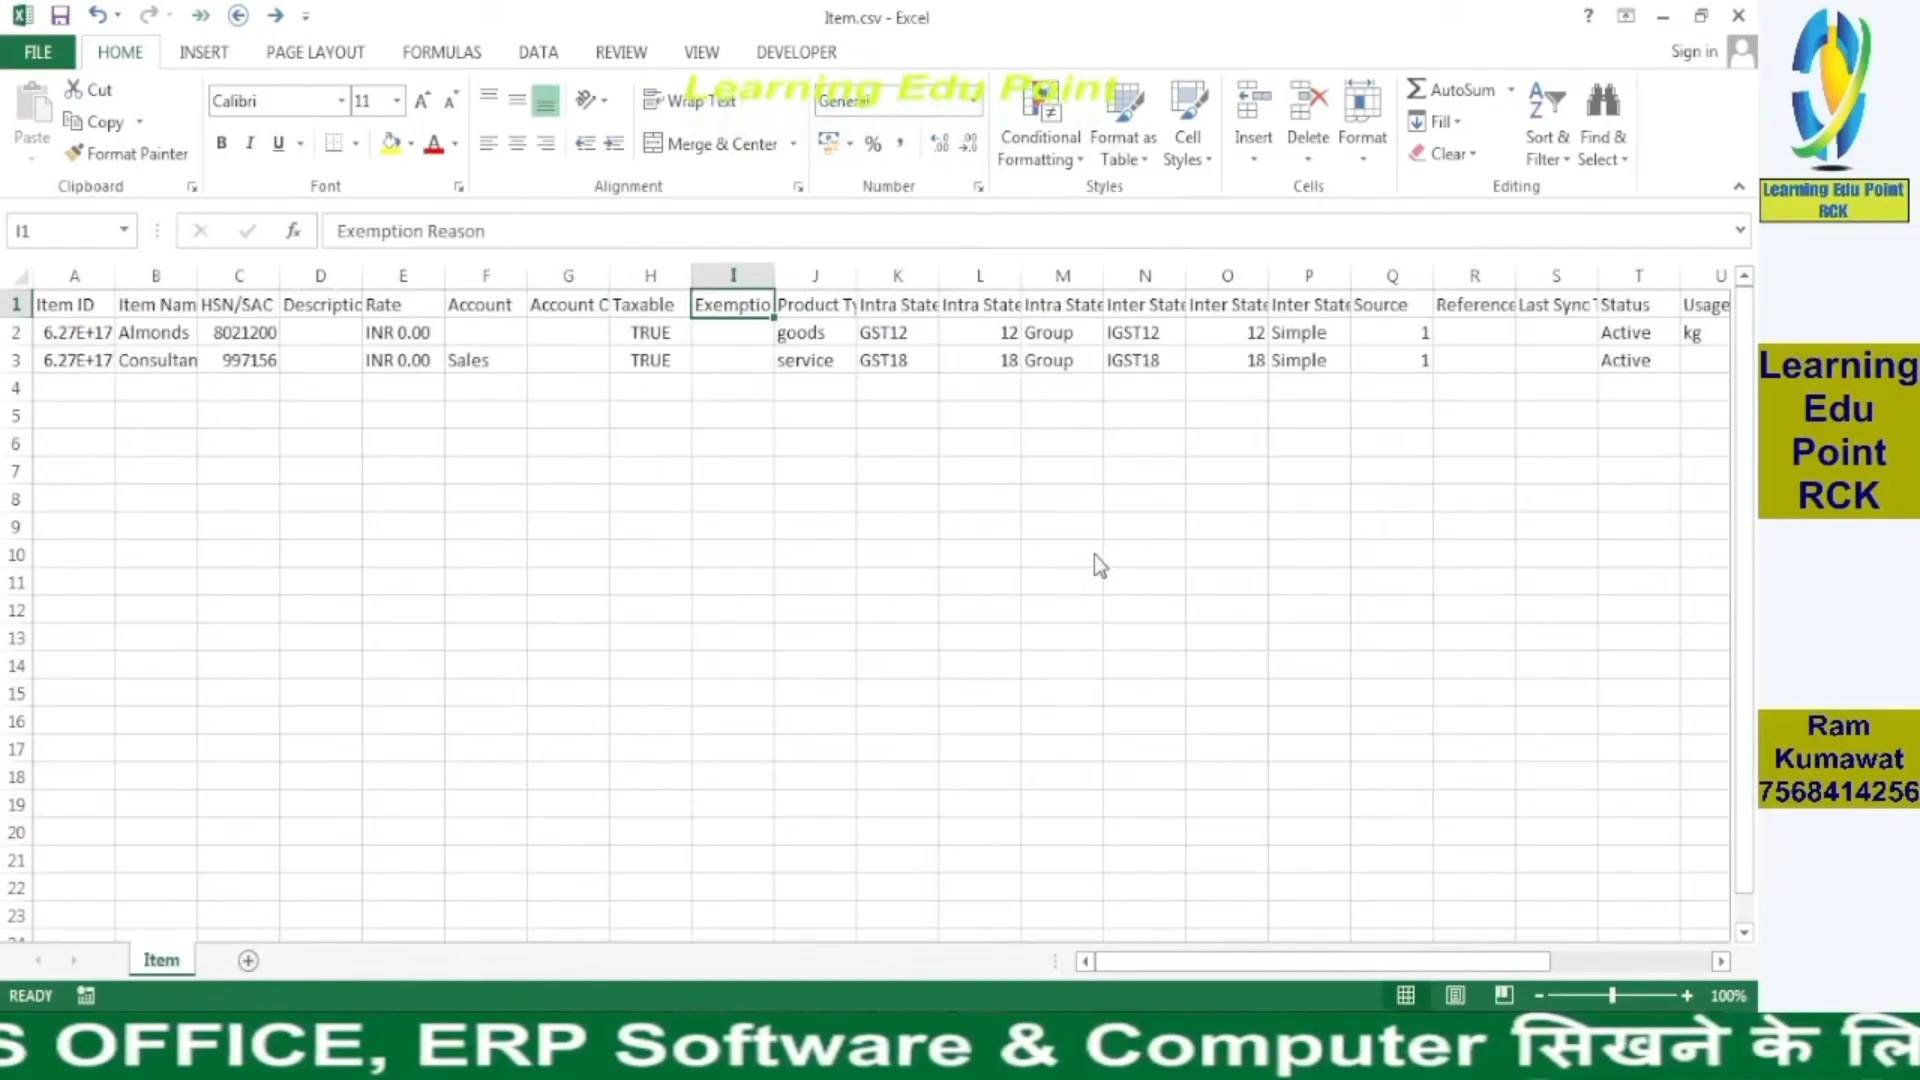 Item.csv - Excel
?
FILE HOME INSERT PAGE LAYOUT FORMULAS DATA REVIEW VIEW DEVELOPER Sign in
Cut
Copy
Format Painter
Paste
Clipboard
Calibri 11
B I U
Font
Wrap Text
Merge & Center
Alignment
General
%
Number
Learning Edu Point
Conditional Formatting
Format as Table
Cell Styles
Styles
Insert Delete Format
Cells
AutoSum
Fill
Clear
Sort & Filter
Find & Select
Editing
Learning Edu Point
RCK
I1 fx Exemption Reason
A B C D E F G H I J K L M N O P Q R S T U
1 Item ID Item Nam HSN/SAC Descriptic Rate Account Account C Taxable Exemptio Product Ty Intra State Intra State Intra State Inter State Inter State Inter State Source Reference Last Sync T Status Usage
2 6.27E+17 Almonds 8021200 INR 0.00 TRUE goods GST12 12 Group IGST12 12 Simple 1 Active kg
3 6.27E+17 Consultan 997156 INR 0.00 Sales TRUE service GST18 18 Group IGST18 18 Simple 1 Active
4
5
6
7
8
9
10
11
12
13
14
15
16
17
18
19
20
21
22
23
24
Learning
Edu
Point
RCK
Ram
Kumawat
7568414256
Item
READY 100%
S OFFICE, ERP Software & Computer सिखने के लि